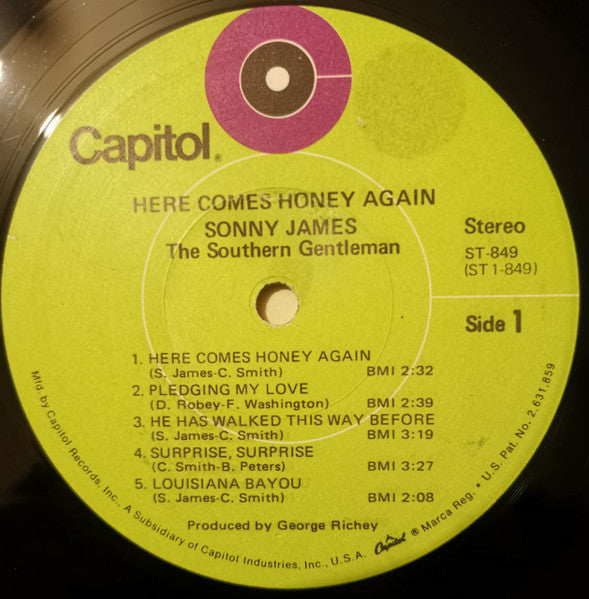 Capitol®
HERE COMES HONEY AGAIN
SONNY JAMES
The Southern Gentleman
Stereo
ST-849
(ST 1-849)
Side 1
1. HERE COMES HONEY AGAIN
(S. James-C. Smith) BMI 2:32
2. PLEDGING MY LOVE
(D. Robey-F. Washington) BMI 2:39
3. HE HAS WALKED THIS WAY BEFORE
(S. James-C. Smith) BMI 3:19
4. SURPRISE, SURPRISE
(C. Smith-B. Peters) BMI 3:27
5. LOUISIANA BAYOU
(S. James-C. Smith) BMI 2:08
Produced by George Richey
Mfd. by Capitol Records, Inc., A Subsidiary of Capitol Industries, Inc., U.S.A. Capitol ® Marca Reg. • U.S. Pat. No. 2,631,859